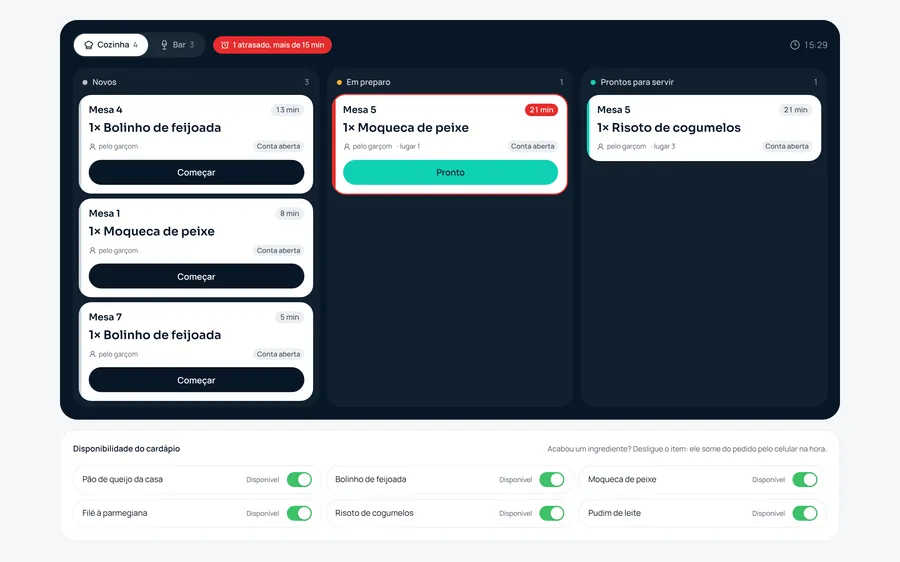 Cozinha 4
Bar 3
1 atrasado, mais de 15 min
15:29
Novos 3
Mesa 4 13 min
1× Bolinho de feijoada
pelo garçom Conta aberta
Começar
Mesa 1 8 min
1× Moqueca de peixe
pelo garçom Conta aberta
Começar
Mesa 7 5 min
1× Bolinho de feijoada
pelo garçom Conta aberta
Começar
Em preparo 1
Mesa 5 21 min
1× Moqueca de peixe
pelo garçom · lugar 1 Conta aberta
Pronto
Prontos para servir 1
Mesa 5 21 min
1× Risoto de cogumelos
pelo garçom · lugar 3 Conta aberta
Disponibilidade do cardápio
Acabou um ingrediente? Desligue o item: ele some do pedido pelo celular na hora.
Pão de queijo da casa Disponível
Bolinho de feijoada Disponível
Moqueca de peixe Disponível
Filé à parmegiana Disponível
Risoto de cogumelos Disponível
Pudim de leite Disponível